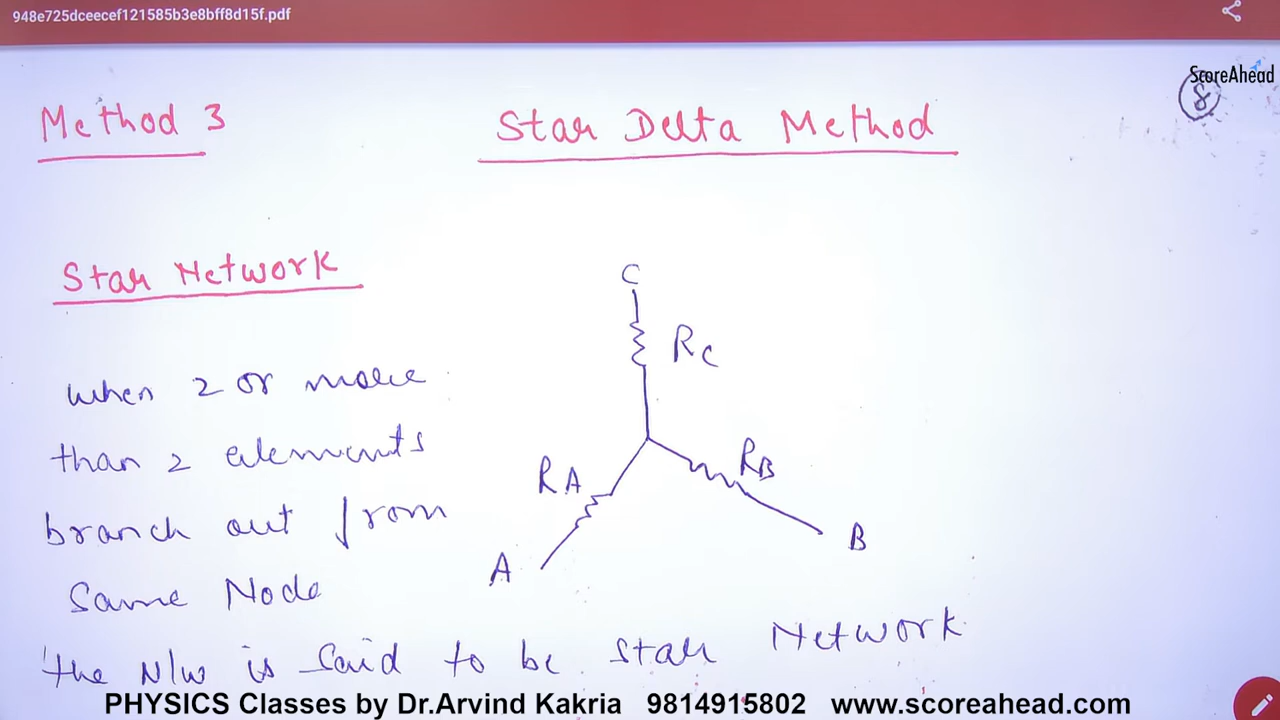 948e725dceecef121585b3e8bff8d15f.pdf
ScoreAhead
8
Method 3
Star Delta Method
Star Network
C
RC
when 2 or more
than 2 elements
RA
RB
branch out from
B
A
Same Node
the N/w is said to be star Network
PHYSICS Classes by Dr.Arvind Kakria 9814915802 www.scoreahead.com